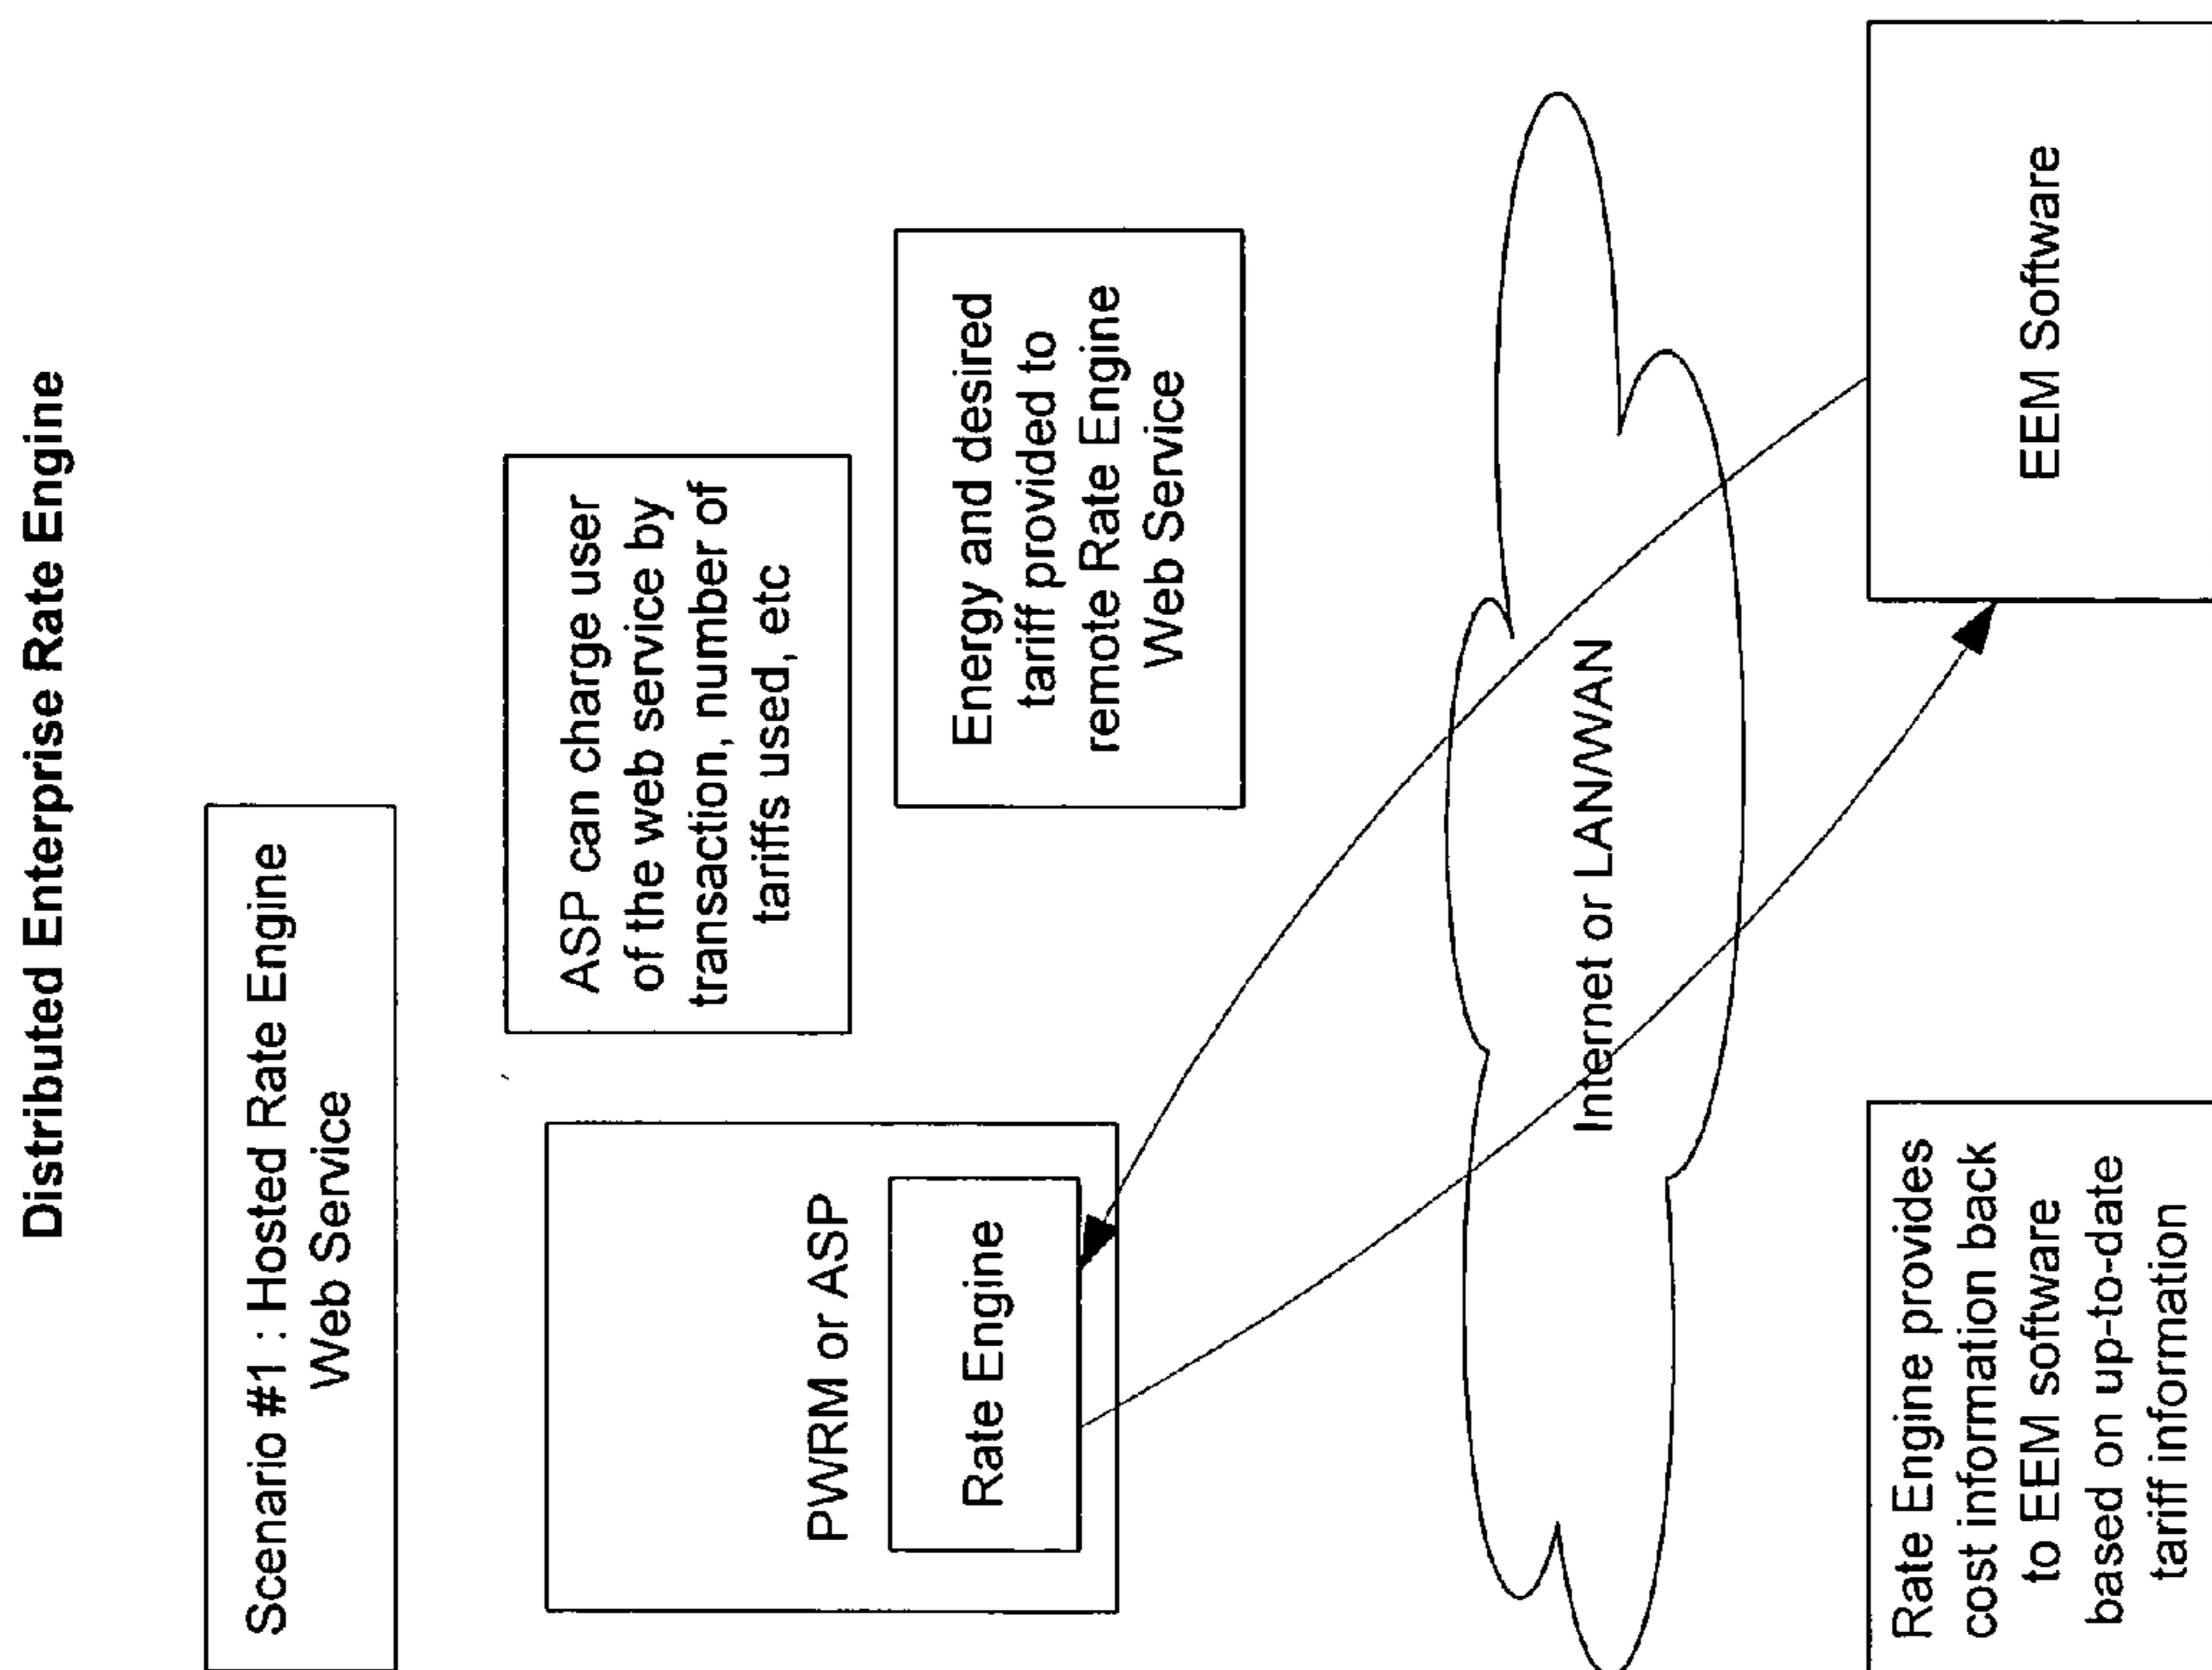 Distributed Enterprise Rate Engine
Scenario #1 : Hosted Rate Engine
Web Service
ASP can charge user
of the web service by
transaction, number of
tariffs used, etc
PWRM or ASP
Rate Engine
Energy and desired
tariff provided to
remote Rate Engine
Web Service
Internet or LAN/WAN
Rate Engine provides
cost information back
to EEM software
based on up-to-date
tariff information
EEM Software